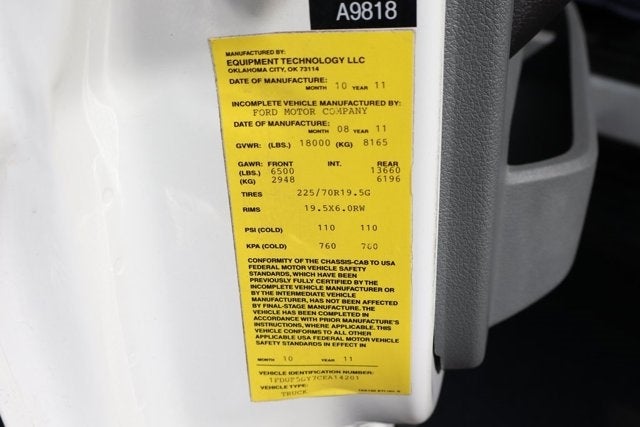 A9818
MANUFACTURED BY:
EQUIPMENT TECHNOLOGY LLC
OKLAHOMA CITY, OK 73114
DATE OF MANUFACTURE:
MONTH 10 YEAR 11
INCOMPLETE VEHICLE MANUFACTURED BY:
FORD MOTOR COMPANY
DATE OF MANUFACTURE:
MONTH 08 YEAR 11
GVWR: (LBS.) 18000 (KG) 8165
GAWR: FRONT INT. REAR
(LBS.) 6500 13660
(KG) 2948 6196
TIRES 225/70R19.5G
RIMS 19.5X6.0RW
PSI (COLD) 110 110
KPA (COLD) 760 760
CONFORMITY OF THE CHASSIS-CAB TO USA
FEDERAL MOTOR VEHICLE SAFETY
STANDARDS, WHICH HAVE BEEN
PREVIOUSLY FULLY CERTIFIED BY THE
INCOMPLETE VEHICLE MANUFACTURER OR
BY THE INTERMEDIATE VEHICLE
MANUFACTURER, HAS NOT BEEN AFFECTED
BY FINAL-STAGE MANUFACTURE. THE
VEHICLE HAS BEEN COMPLETED IN
ACCORDANCE WITH PRIOR MANUFACTURE'S
INSTRUCTIONS, WHERE APPLICABLE. THIS
VEHICLE CONFORMS TO ALL OTHER
APPLICABLE USA FEDERAL MOTOR VEHICLE
SAFETY STANDARDS IN EFFECT IN
MONTH 10 YEAR 11
VEHICLE IDENTIFICATION NUMBER:
VEHICLE TYPE:
TRUCK